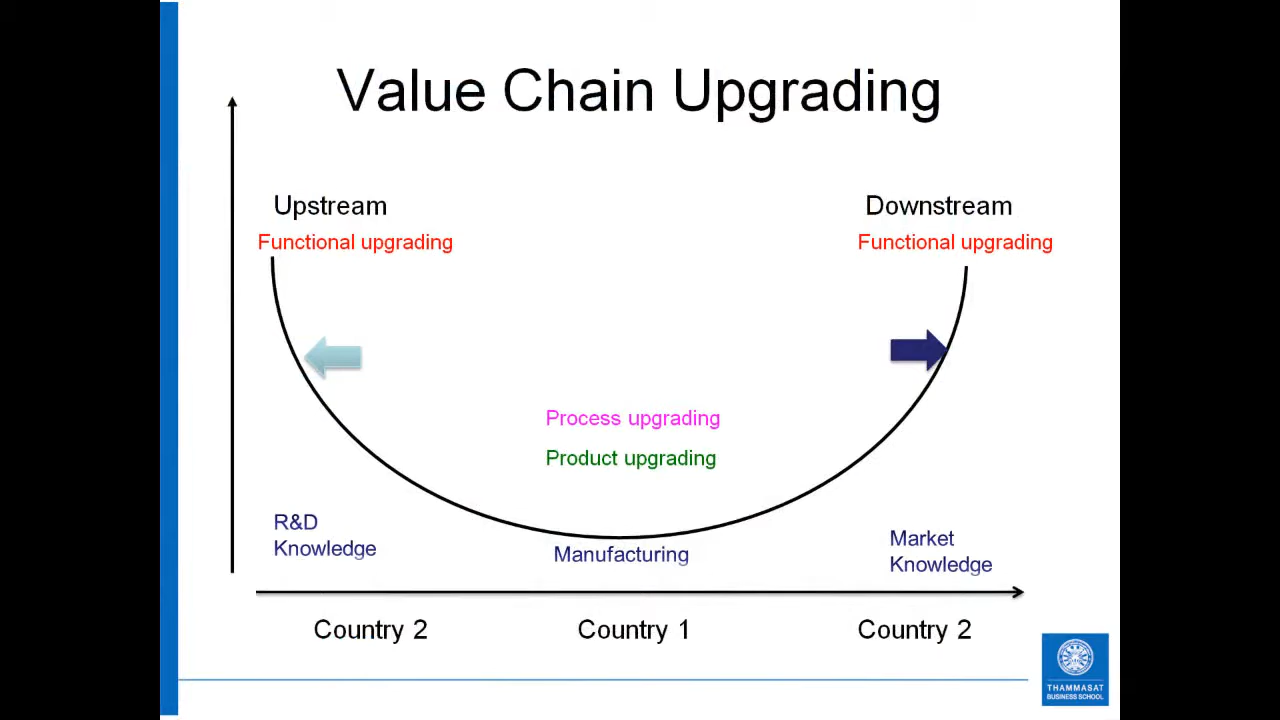 Value Chain Upgrading
Upstream
Downstream
Functional upgrading
Functional upgrading
Process upgrading
Product upgrading
R&D
Knowledge
Manufacturing
Market
Knowledge
Country 2
Country 1
Country 2
THAMMASAT
BUSINESS SCHOOL